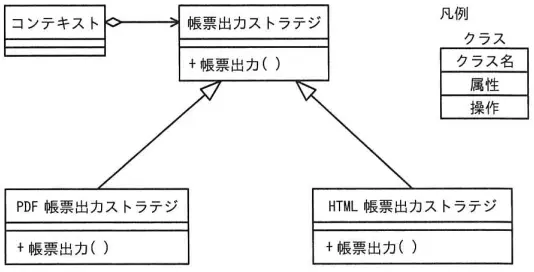 コンテキスト
帳票出力ストラテジ
+帳票出力()
凡例
クラス
クラス名
属性
操作
PDF 帳票出力ストラテジ
+帳票出力()
HTML 帳票出力ストラテジ
+帳票出力()